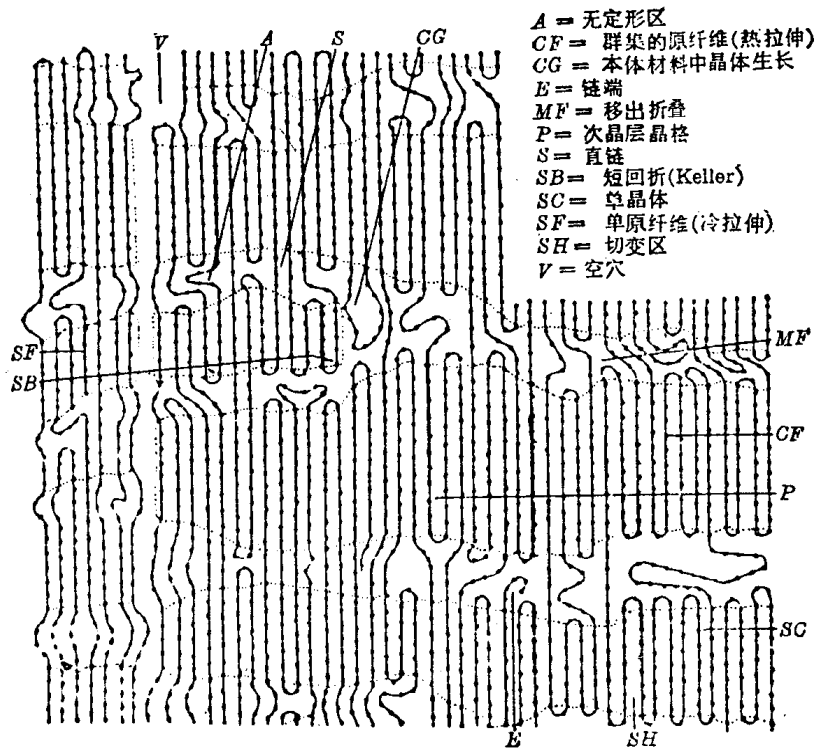 V A S CG
A = 无定形区
CF = 群集的原纤维(热拉伸)
CG = 本体材料中晶体生长
E = 链端
MF = 移出折叠
P = 次晶层晶格
S = 直链
SB = 短回折(Keller)
SC = 单晶体
SF = 单原纤维(冷拉伸)
SH = 切变区
V = 空穴
MF
SF
SB
CF
P
SC
E SH